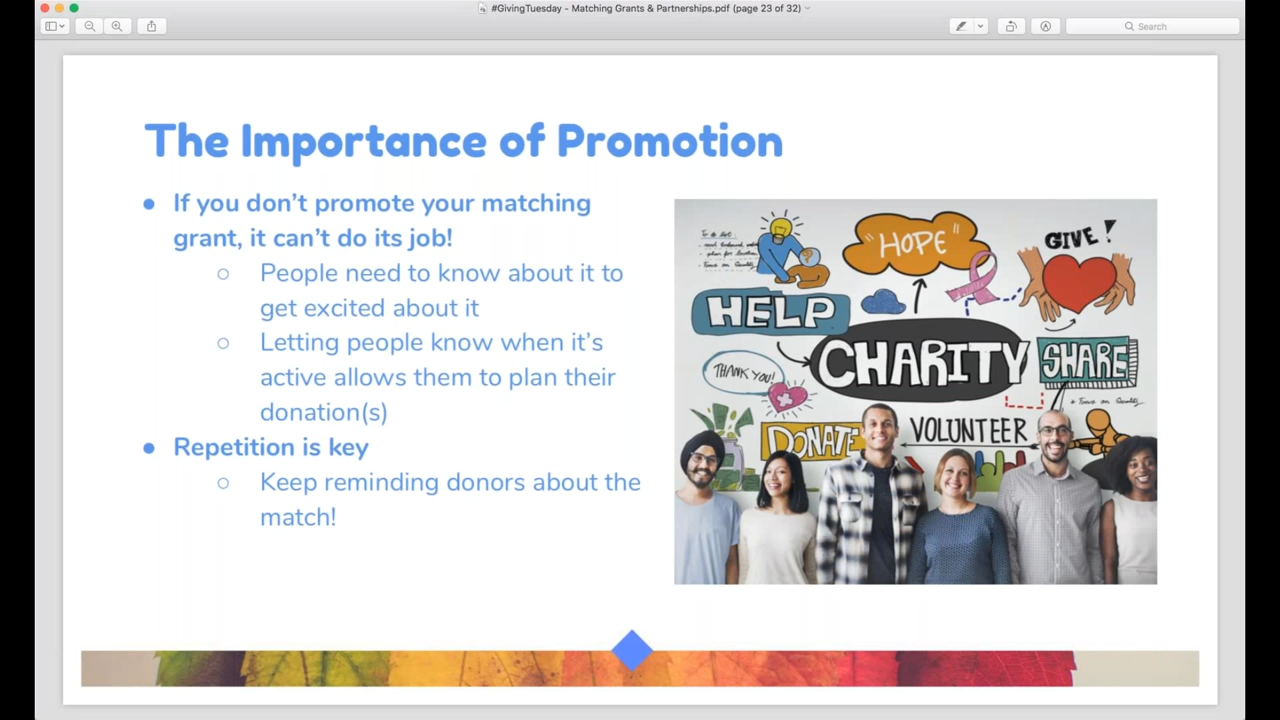 #GivingTuesday - Matching Grants & Partnerships.pdf (page 23 of 32)
Search
The Importance of Promotion
● If you don't promote your matching
grant, it can't do its job!
○ People need to know about it to
get excited about it
○ Letting people know when it's
active allows them to plan their
donation(s)
● Repetition is key
○ Keep reminding donors about the
match!
"HOPE"
GIVE!
HELP
CHARITY
SHARE
THANK YOU!
DONATE
VOLUNTEER